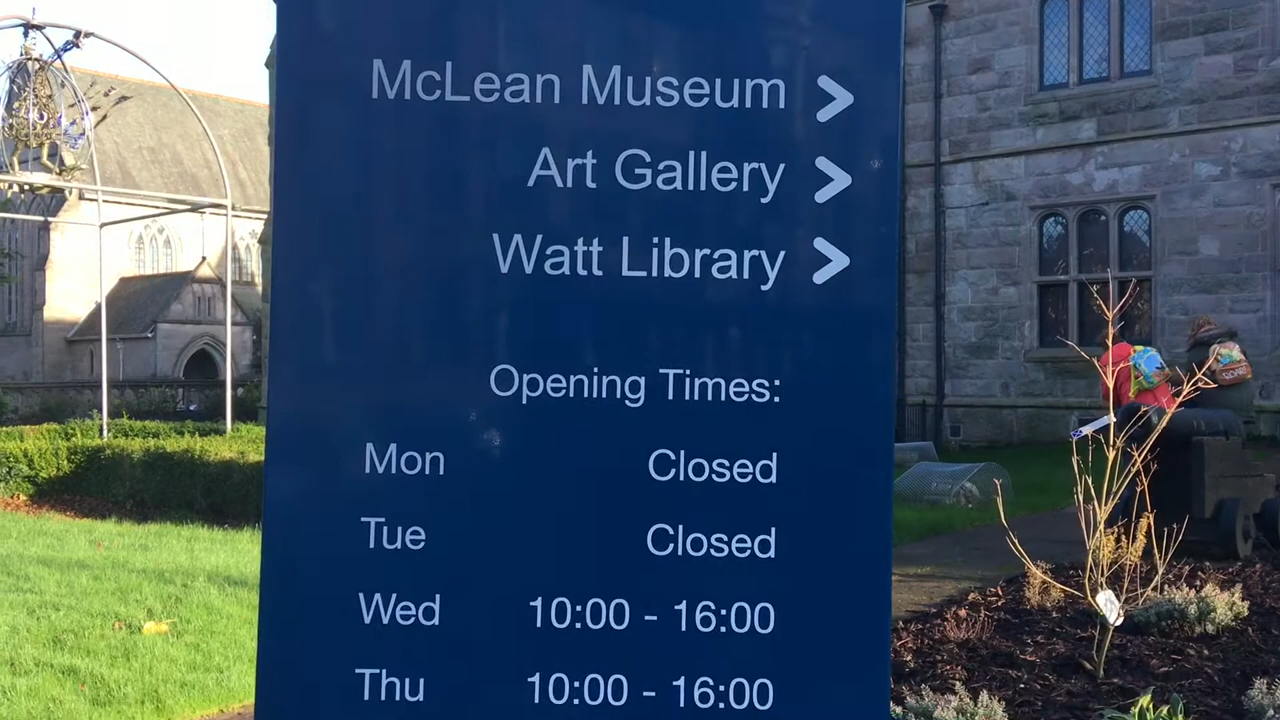 McLean Museum >
Art Gallery >
Watt Library >
Opening Times:
Mon Closed
Tue Closed
Wed 10:00 - 16:00
Thu 10:00 - 16:00